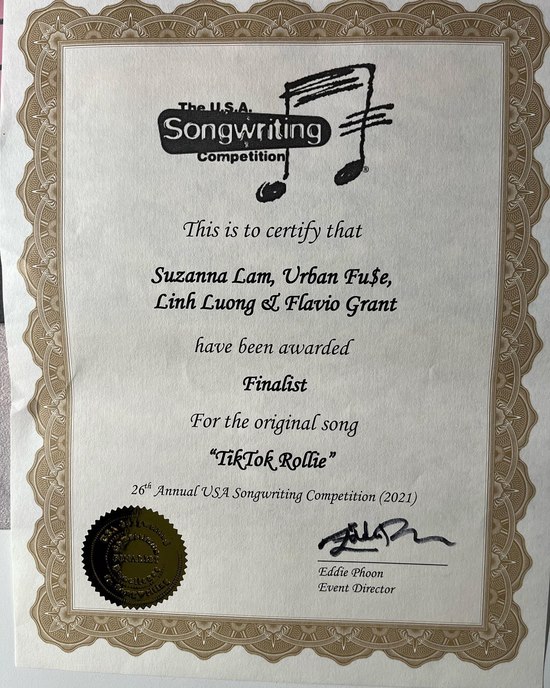 The U.S.A.
Songwriting
Competition
®
This is to certify that
Suzanna Lam, Urban Fu$e,
Linh Luong & Flavio Grant
have been awarded
Finalist
For the original song
“TikTok Rollie”
26th Annual USA Songwriting Competition (2021)
Eddie Phoon
Event Director
FINALIST